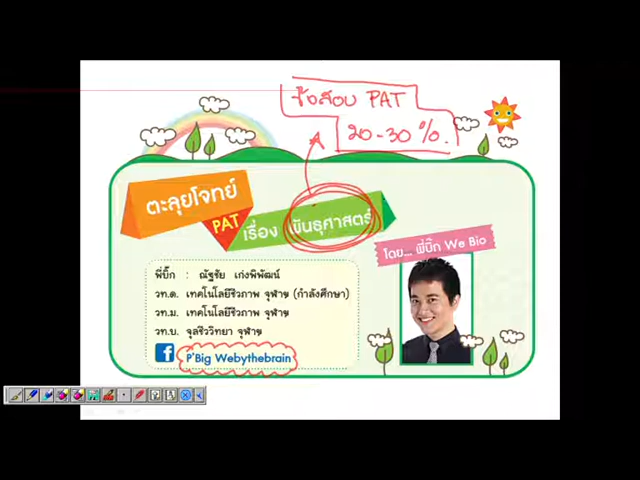 ข้อสอบ PAT
20-30 %.
ตะลุยโจทย์
PAT เรื่อง พันธุศาสตร์
โดย... พี่บิ๊ก We Bio
พี่บิ๊ก : ณัฐชัย เก่งพิพัฒน์
วท.ด. เทคโนโลยีชีวภาพ จุฬาฯ (กำลังศึกษา)
วท.ม. เทคโนโลยีชีวภาพ จุฬาฯ
วท.บ. จุลชีววิทยา จุฬาฯ
P'Big Webythebrain